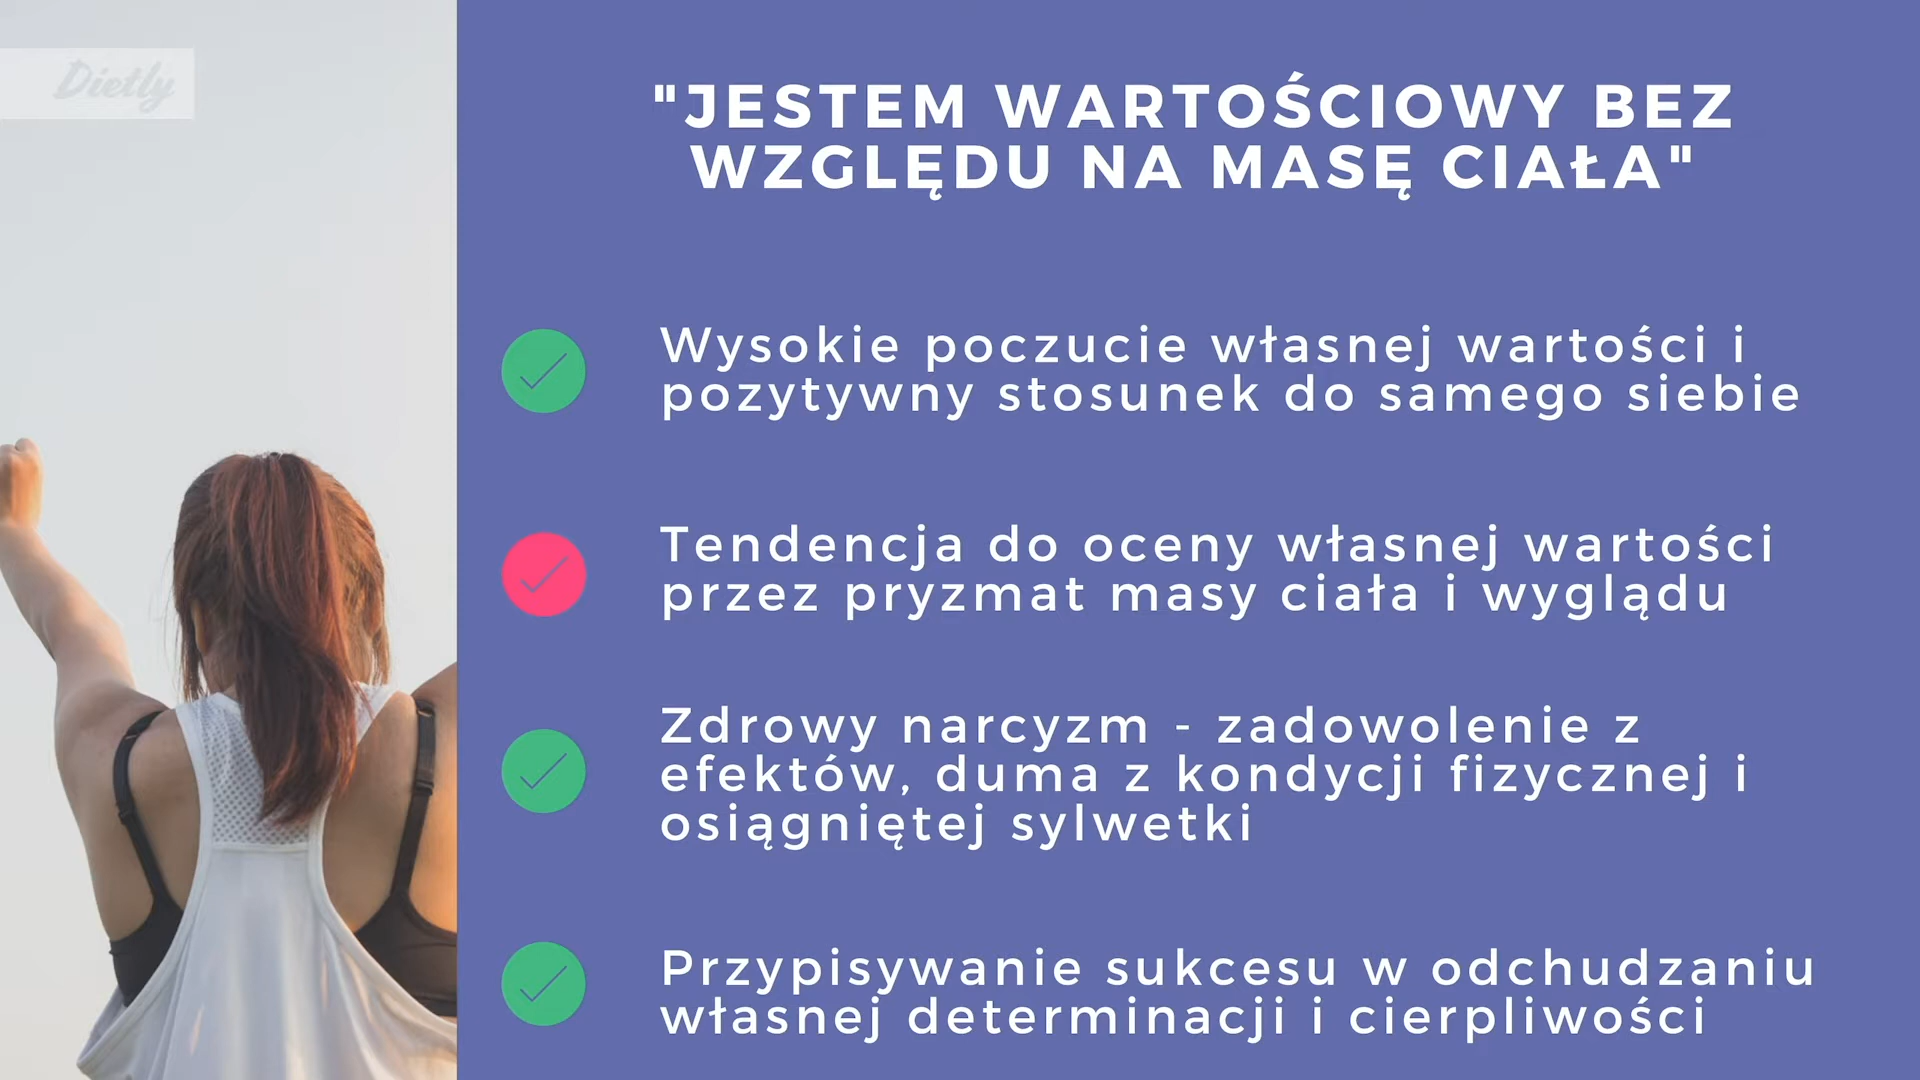 Dietly
"JESTEM WARTOŚCIOWY BEZ
WZGLĘDU NA MASĘ CIAŁA"
Wysokie poczucie własnej wartości i
pozytywny stosunek do samego siebie
Tendencja do oceny własnej wartości
przez pryzmat masy ciała i wyglądu
Zdrowy narcyzm - zadowolenie z
efektów, duma z kondycji fizycznej i
osiągniętej sylwetki
Przypisywanie sukcesu w odchudzaniu
własnej determinacji i cierpliwości